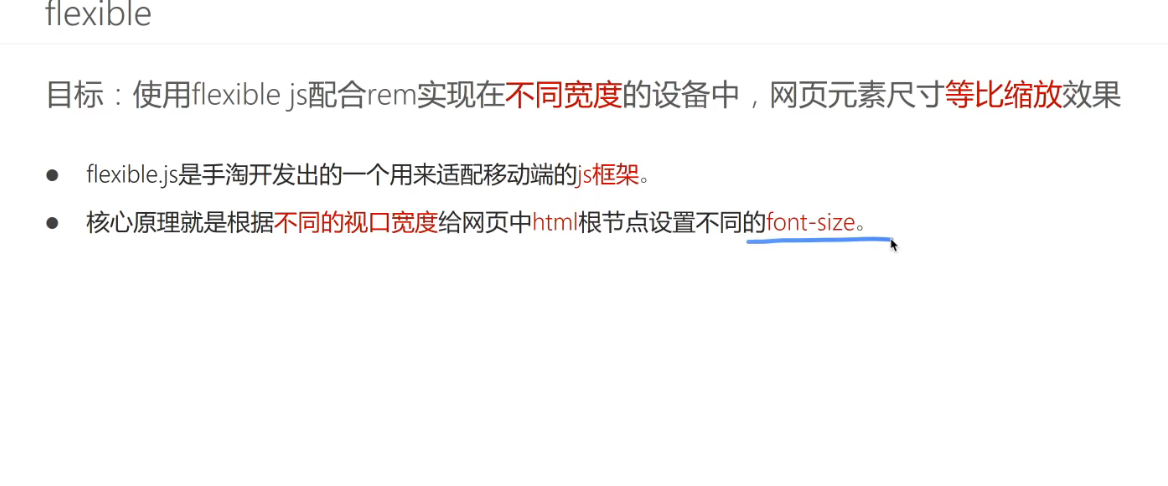 flexible
目标：使用flexible js配合rem实现在不同宽度的设备中，网页元素尺寸等比缩放效果
● flexible.js是手淘开发出的一个用来适配移动端的js框架。
● 核心原理就是根据不同的视口宽度给网页中html根节点设置不同的font-size。